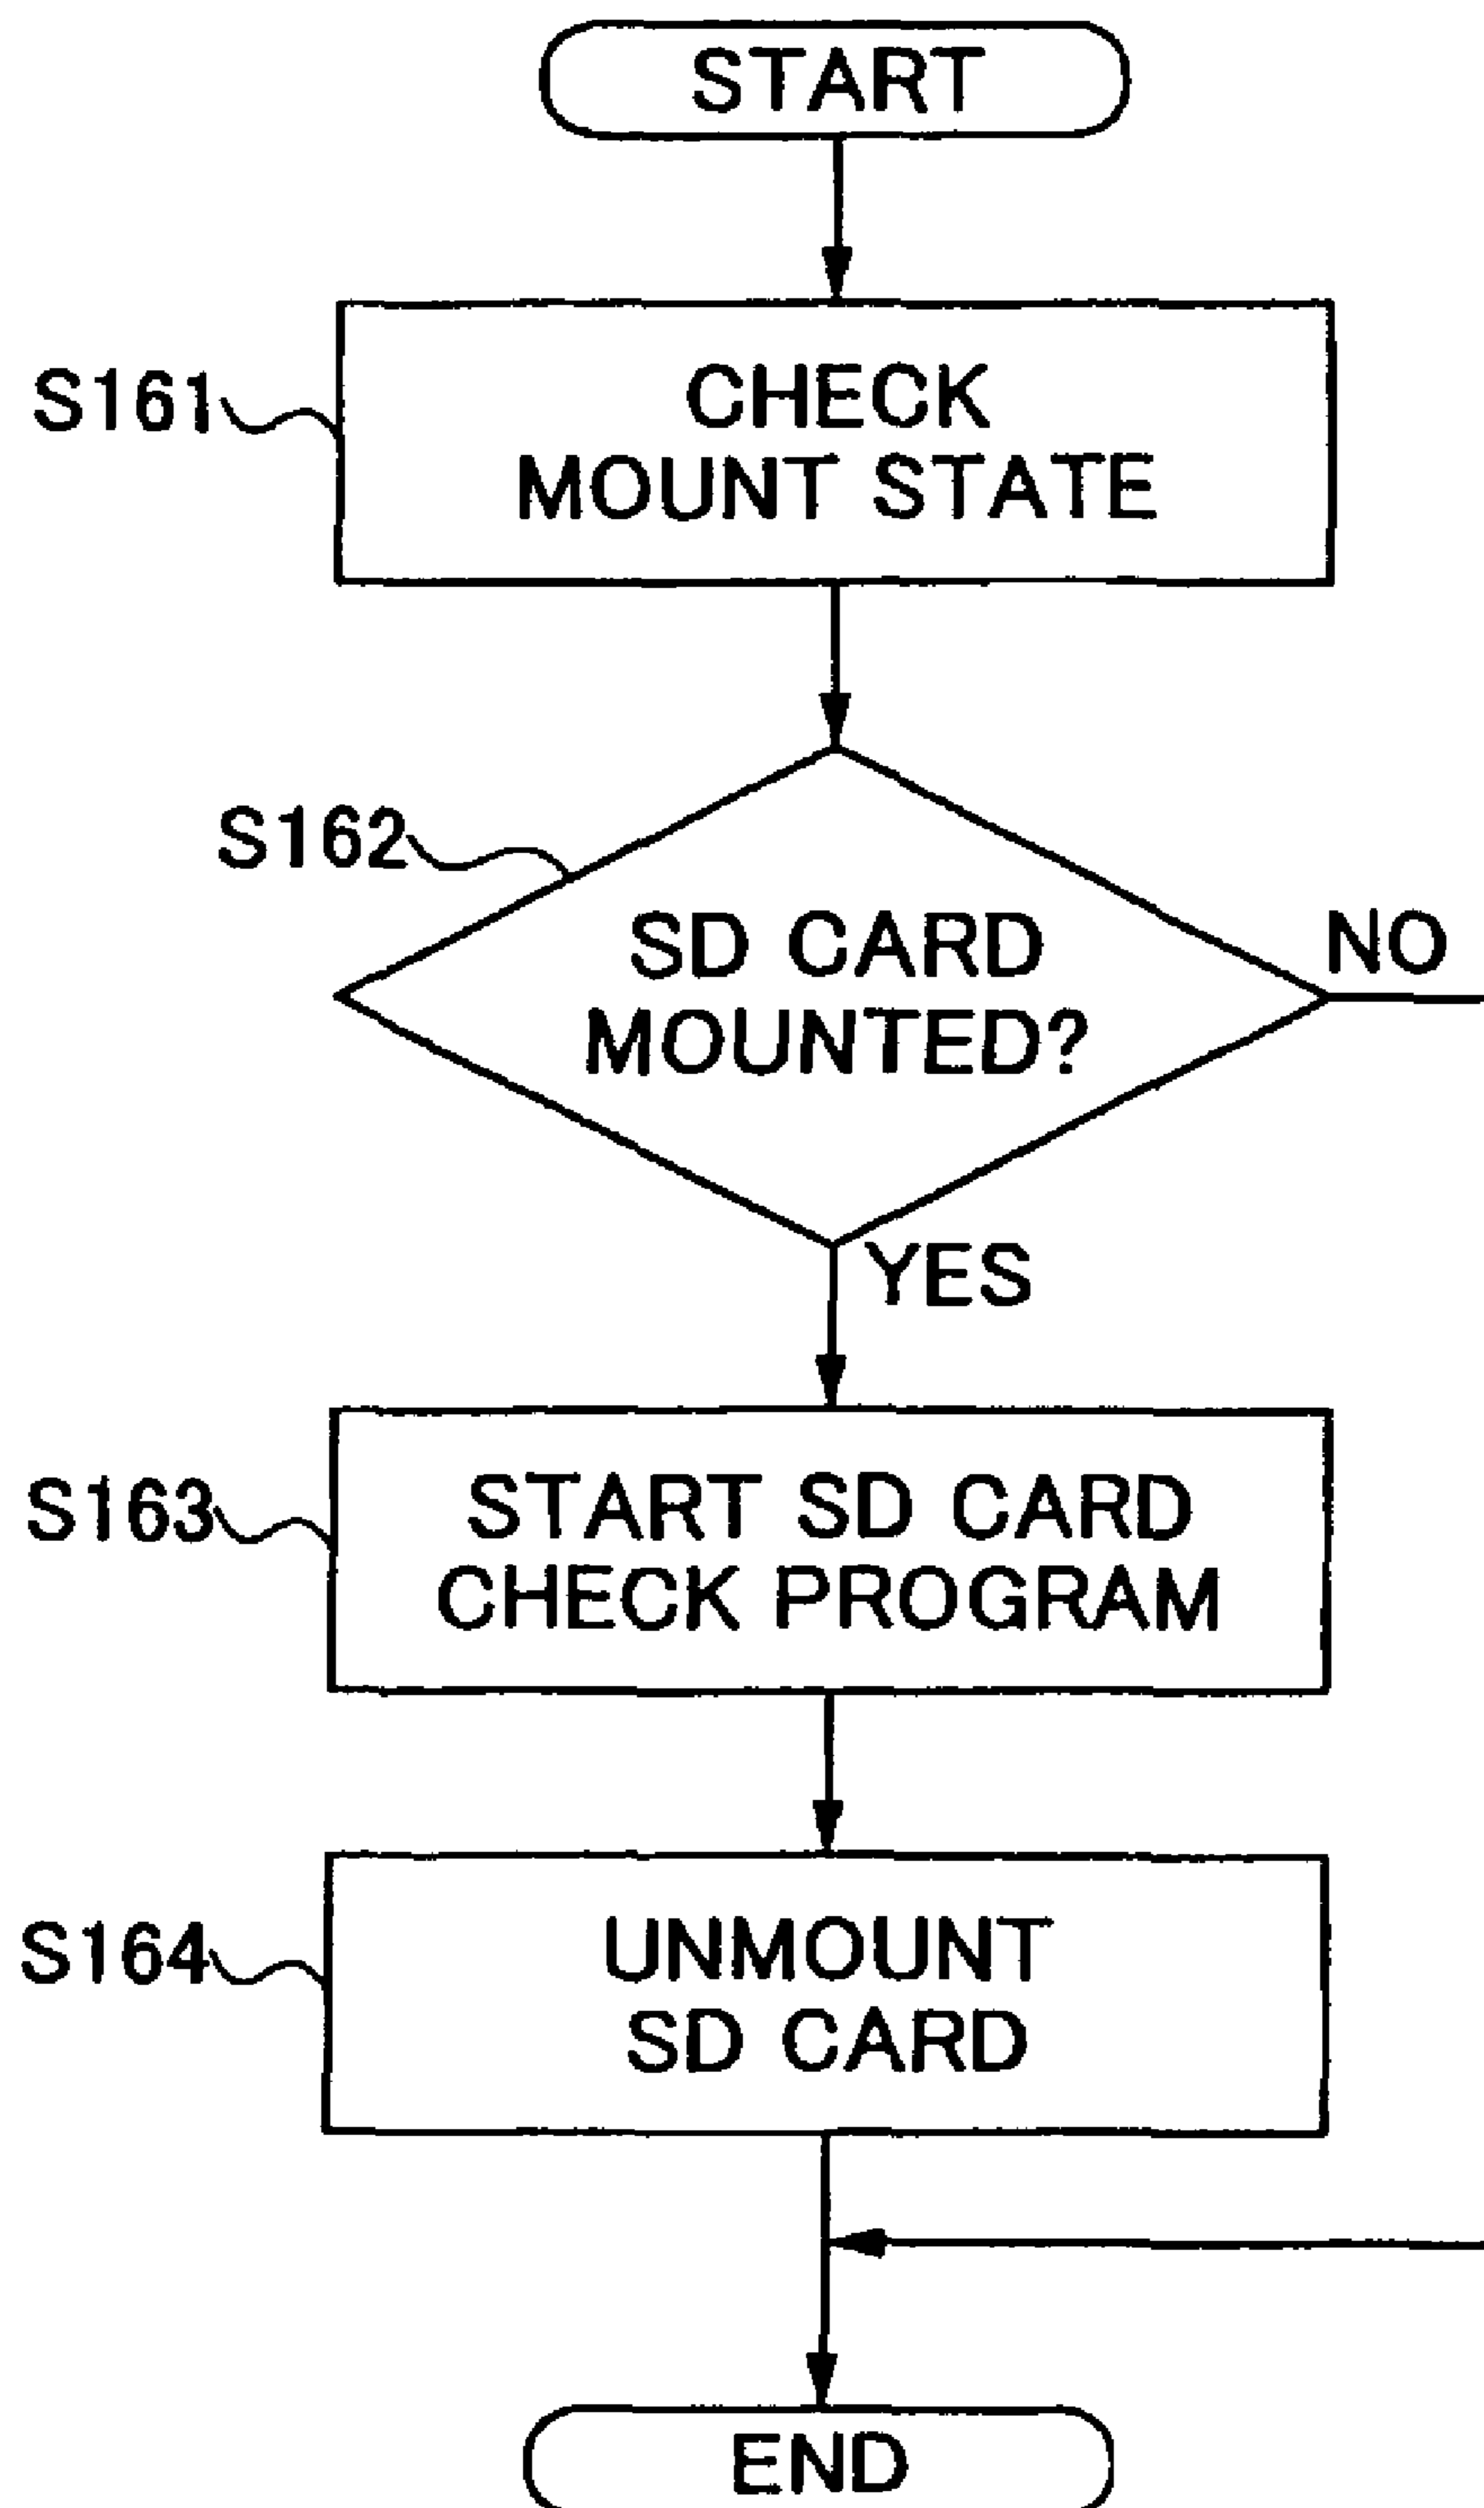 START
S161
CHECK
MOUNT STATE
S162
SD CARD
MOUNTED?
NO
YES
S163
START SD CARD
CHECK PROGRAM
S164
UNMOUNT
SD CARD
END